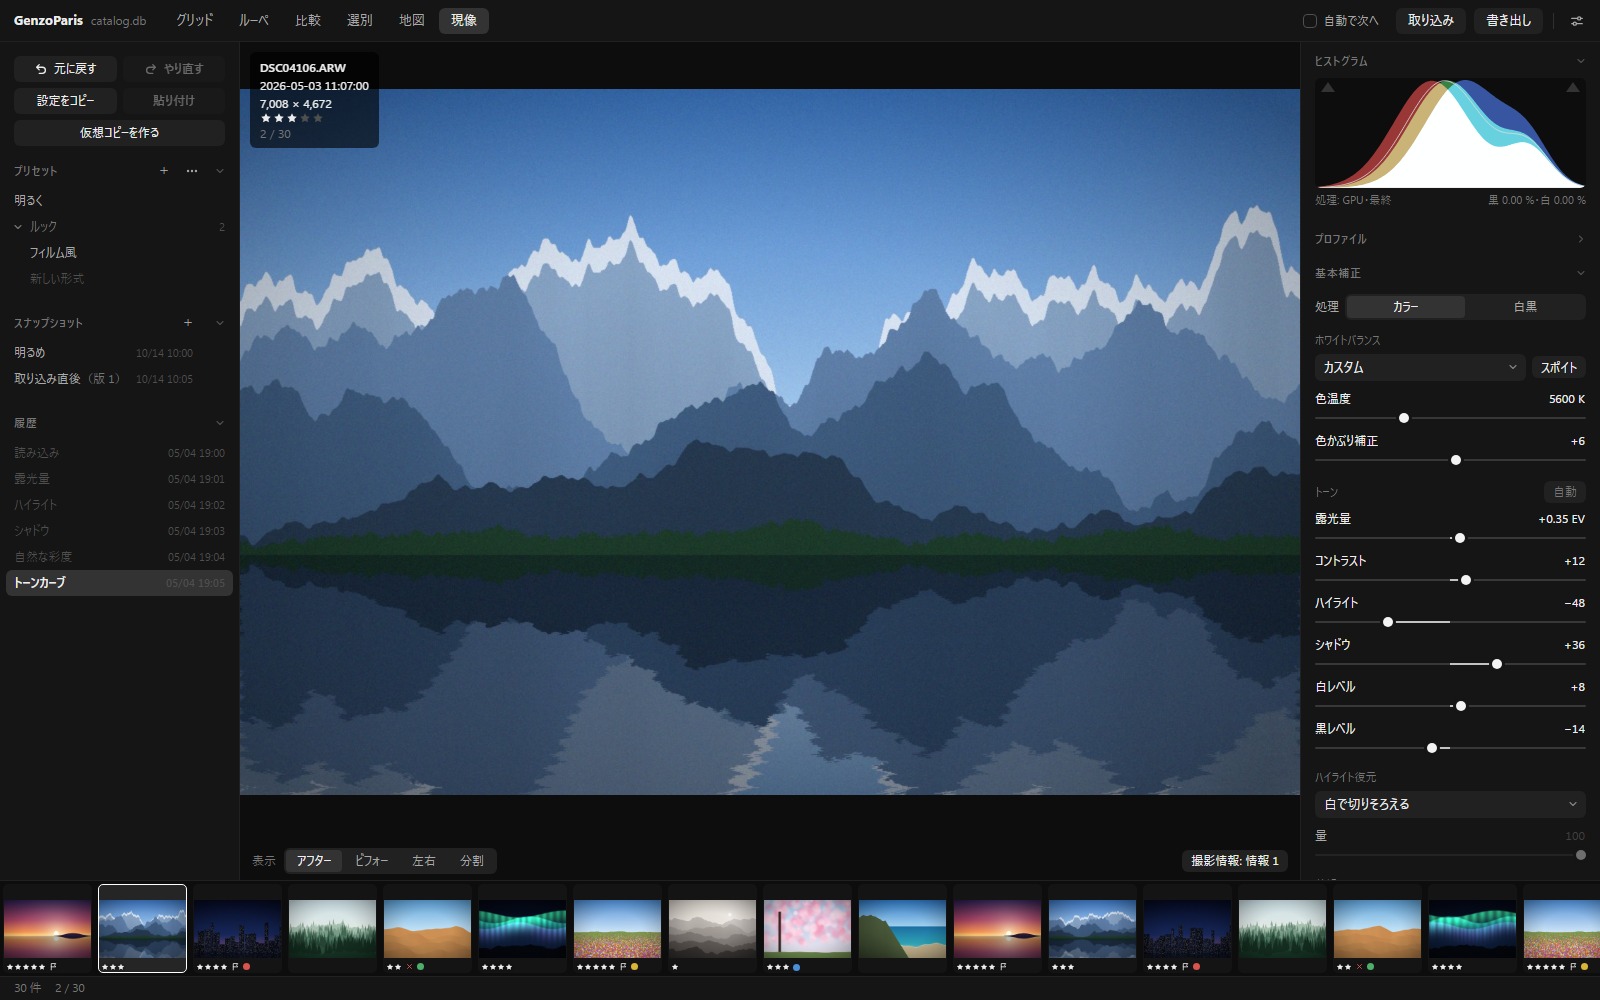 GenzoParis catalog.db グリッド ルーペ 比較 選別 地図 現像 自動で次へ 取り込み 書き出し
元に戻す やり直す
設定をコピー 貼り付け
仮想コピーを作る
プリセット
明るく
ルック 2
フィルム風
新しい形式
スナップショット
明るめ 10/14 10:00
取り込み直後（版 1） 10/14 10:05
履歴
読み込み 05/04 19:00
露光量 05/04 19:01
ハイライト 05/04 19:02
シャドウ 05/04 19:03
自然な彩度 05/04 19:04
トーンカーブ 05/04 19:05
DSC04106.ARW
2026-05-03 11:07:00
7,008 × 4,672
★★★★★
2 / 30
表示 アフター ビフォー 左右 分割 撮影情報: 情報 1
ヒストグラム
処理: GPU・最終 黒 0.00 %・白 0.00 %
プロファイル
基本補正
処理 カラー 白黒
ホワイトバランス
カスタム スポイト
色温度 5600 K
色かぶり補正 +6
トーン 自動
露光量 +0.35 EV
コントラスト +12
ハイライト −48
シャドウ +36
白レベル +8
黒レベル −14
ハイライト復元
白で切りそろえる
量 100
30 件 2 / 30